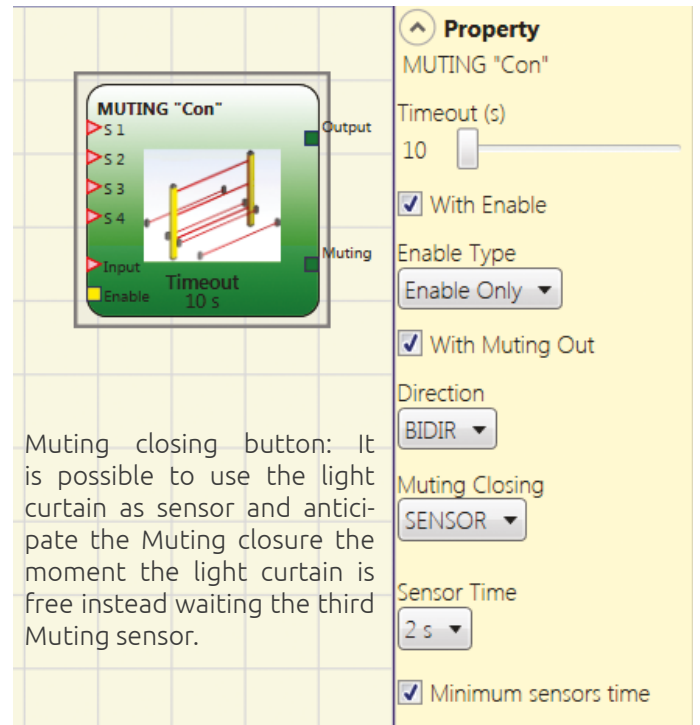 MUTING "Con"
S 1
S 2
S 3
S 4
Input
Enable
Output
Muting
Timeout
10 s
Muting closing button: It
is possible to use the light
curtain as sensor and antici-
pate the Muting closure the
moment the light curtain is
free instead waiting the third
Muting sensor.
Property
MUTING "Con"
Timeout (s)
10
With Enable
Enable Type
Enable Only
With Muting Out
Direction
BIDIR
Muting Closing
SENSOR
Sensor Time
2 s
Minimum sensors time